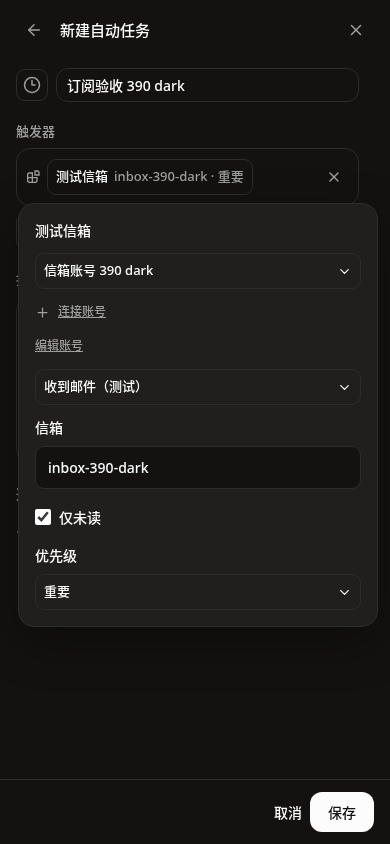 新建自动任务
订阅验收 390 dark
触发器
测试信箱 inbox-390-dark · 重要
测试信箱
信箱账号 390 dark
连接账号
编辑账号
收到邮件（测试）
信箱
inbox-390-dark
仅未读
优先级
重要
取消 保存